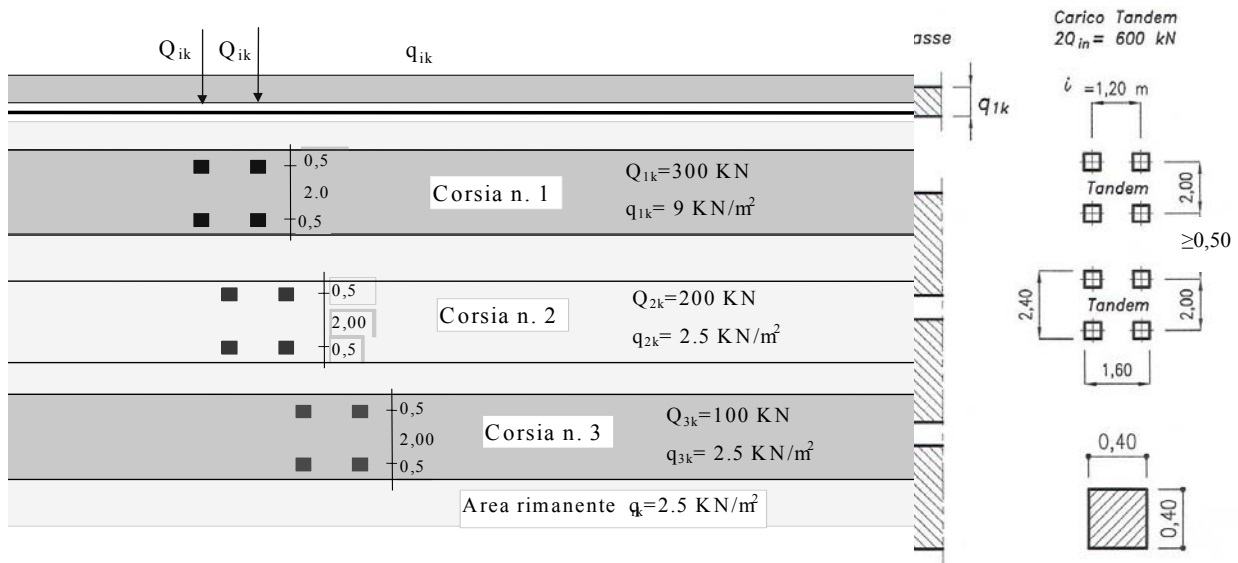 Q ik
Q ik
q ik
0,5
2.0
0,5
Corsia n. 1
Q1k=300 KN
q1k= 9 KN/m²
0,5
2,00
0,5
Corsia n. 2
Q2k=200 KN
q2k= 2.5 KN/m²
0,5
2,00
0,5
Corsia n. 3
Q3k=100 KN
q3k= 2.5 KN/m²
Area rimanente qrk=2.5 KN/m²
asse
q1k
Carico Tandem
2Qin= 600 kN
i =1,20 m
Tandem
2,00
≥0,50
2,40
Tandem
2,00
1,60
0,40
0,40